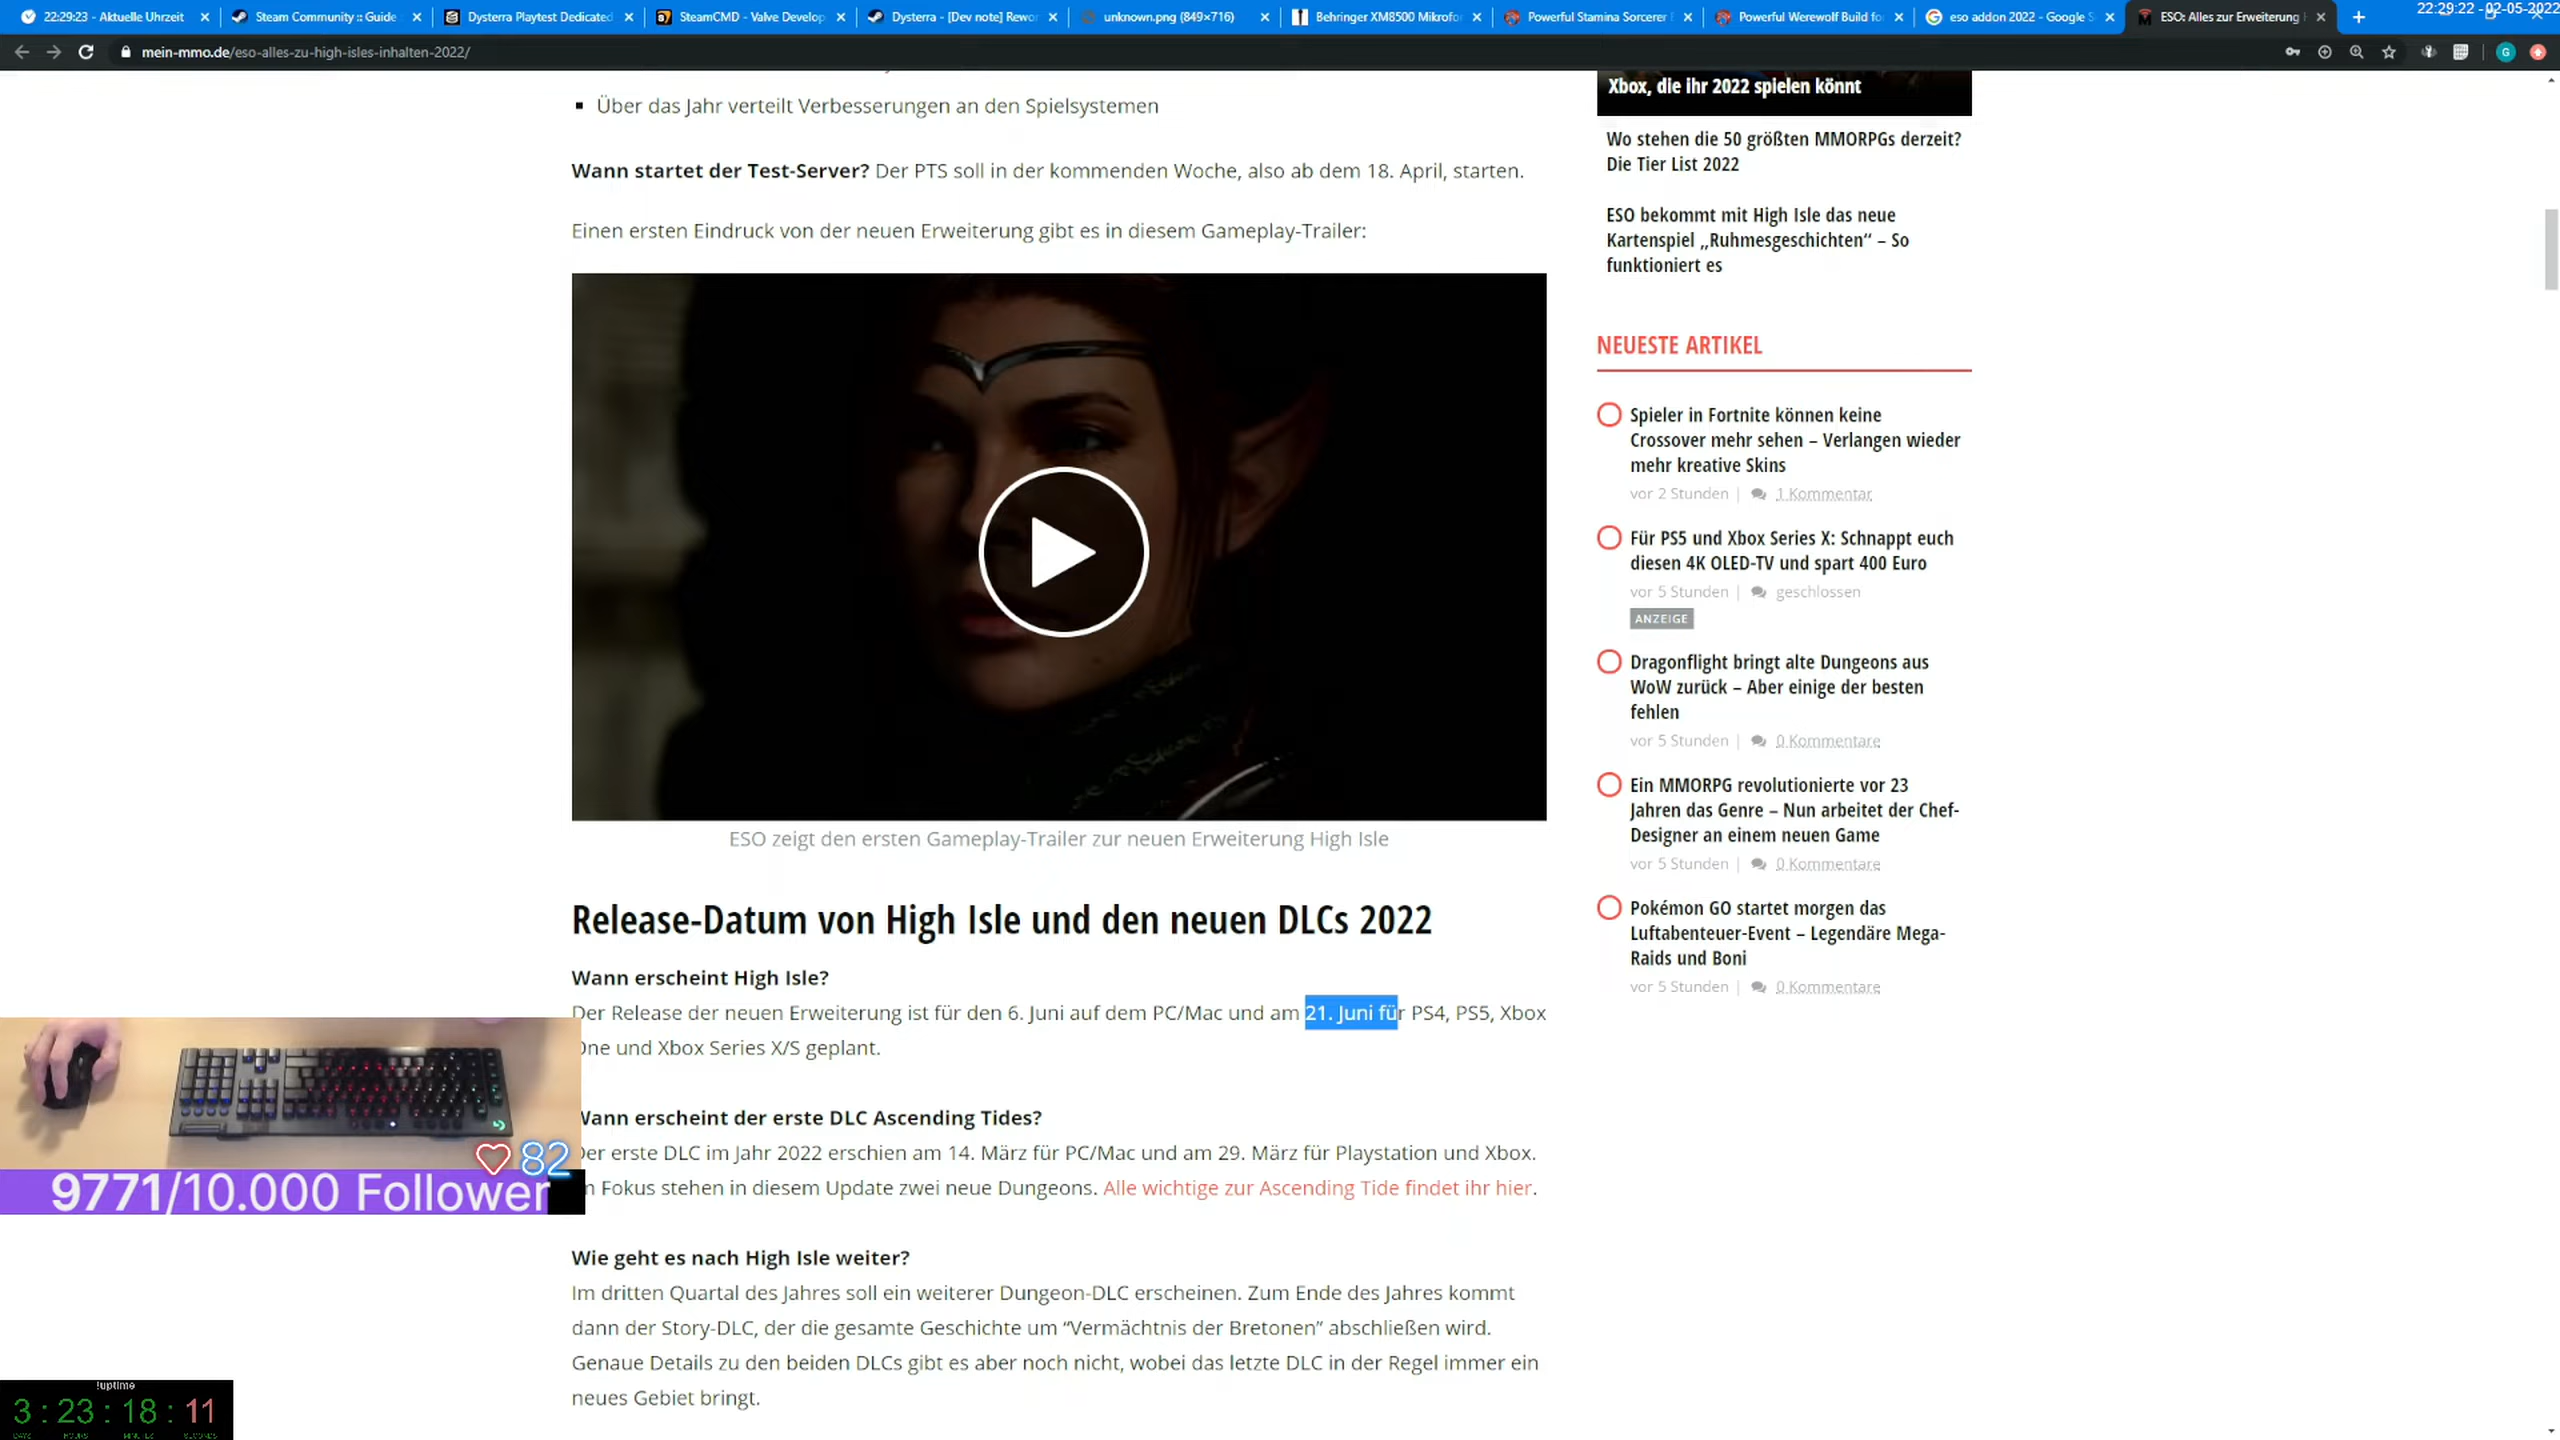 22:29:23 - Aktuelle Uhrzeit
Steam Community :: Guide
Dysterra Playtest Dedicated
SteamCMD - Valve Develop
Dysterra - [Dev note] Rewor
unknown.png (849×716)
Behringer XM8500 Mikrofo
Powerful Stamina Sorcerer
Powerful Werewolf Build fo
eso addon 2022 - Google S
ESO: Alles zur Erweiterung
22:29:22 - 02-05-2022
mein-mmo.de/eso-alles-zu-high-isles-inhalten-2022/
G
Über das Jahr verteilt Verbesserungen an den Spielsystemen
Wann startet der Test-Server? Der PTS soll in der kommenden Woche, also ab dem 18. April, starten.
Einen ersten Eindruck von der neuen Erweiterung gibt es in diesem Gameplay-Trailer:
ESO zeigt den ersten Gameplay-Trailer zur neuen Erweiterung High Isle
Release-Datum von High Isle und den neuen DLCs 2022
Wann erscheint High Isle?
Der Release der neuen Erweiterung ist für den 6. Juni auf dem PC/Mac und am 21. Juni für PS4, PS5, Xbox
One und Xbox Series X/S geplant.
Wann erscheint der erste DLC Ascending Tides?
Der erste DLC im Jahr 2022 erschien am 14. März für PC/Mac und am 29. März für Playstation und Xbox.
m Fokus stehen in diesem Update zwei neue Dungeons. Alle wichtige zur Ascending Tide findet ihr hier.
Wie geht es nach High Isle weiter?
Im dritten Quartal des Jahres soll ein weiterer Dungeon-DLC erscheinen. Zum Ende des Jahres kommt
dann der Story-DLC, der die gesamte Geschichte um “Vermächtnis der Bretonen” abschließen wird.
Genaue Details zu den beiden DLCs gibt es aber noch nicht, wobei das letzte DLC in der Regel immer ein
neues Gebiet bringt.
Xbox, die ihr 2022 spielen könnt
Wo stehen die 50 größten MMORPGs derzeit?
Die Tier List 2022
ESO bekommt mit High Isle das neue
Kartenspiel „Ruhmesgeschichten“ – So
funktioniert es
NEUESTE ARTIKEL
Spieler in Fortnite können keine
Crossover mehr sehen – Verlangen wieder
mehr kreative Skins
vor 2 Stunden | 1 Kommentar
Für PS5 und Xbox Series X: Schnappt euch
diesen 4K OLED-TV und spart 400 Euro
vor 5 Stunden | geschlossen
ANZEIGE
Dragonflight bringt alte Dungeons aus
WoW zurück – Aber einige der besten
fehlen
vor 5 Stunden | 0 Kommentare
Ein MMORPG revolutionierte vor 23
Jahren das Genre – Nun arbeitet der Chef-
Designer an einem neuen Game
vor 5 Stunden | 0 Kommentare
Pokémon GO startet morgen das
Luftabenteuer-Event – Legendäre Mega-
Raids und Boni
vor 5 Stunden | 0 Kommentare
82
9771/10.000 Follower
!uptime
3 : 23 : 18 : 11
DAYS HOURS MINUTES SECONDS